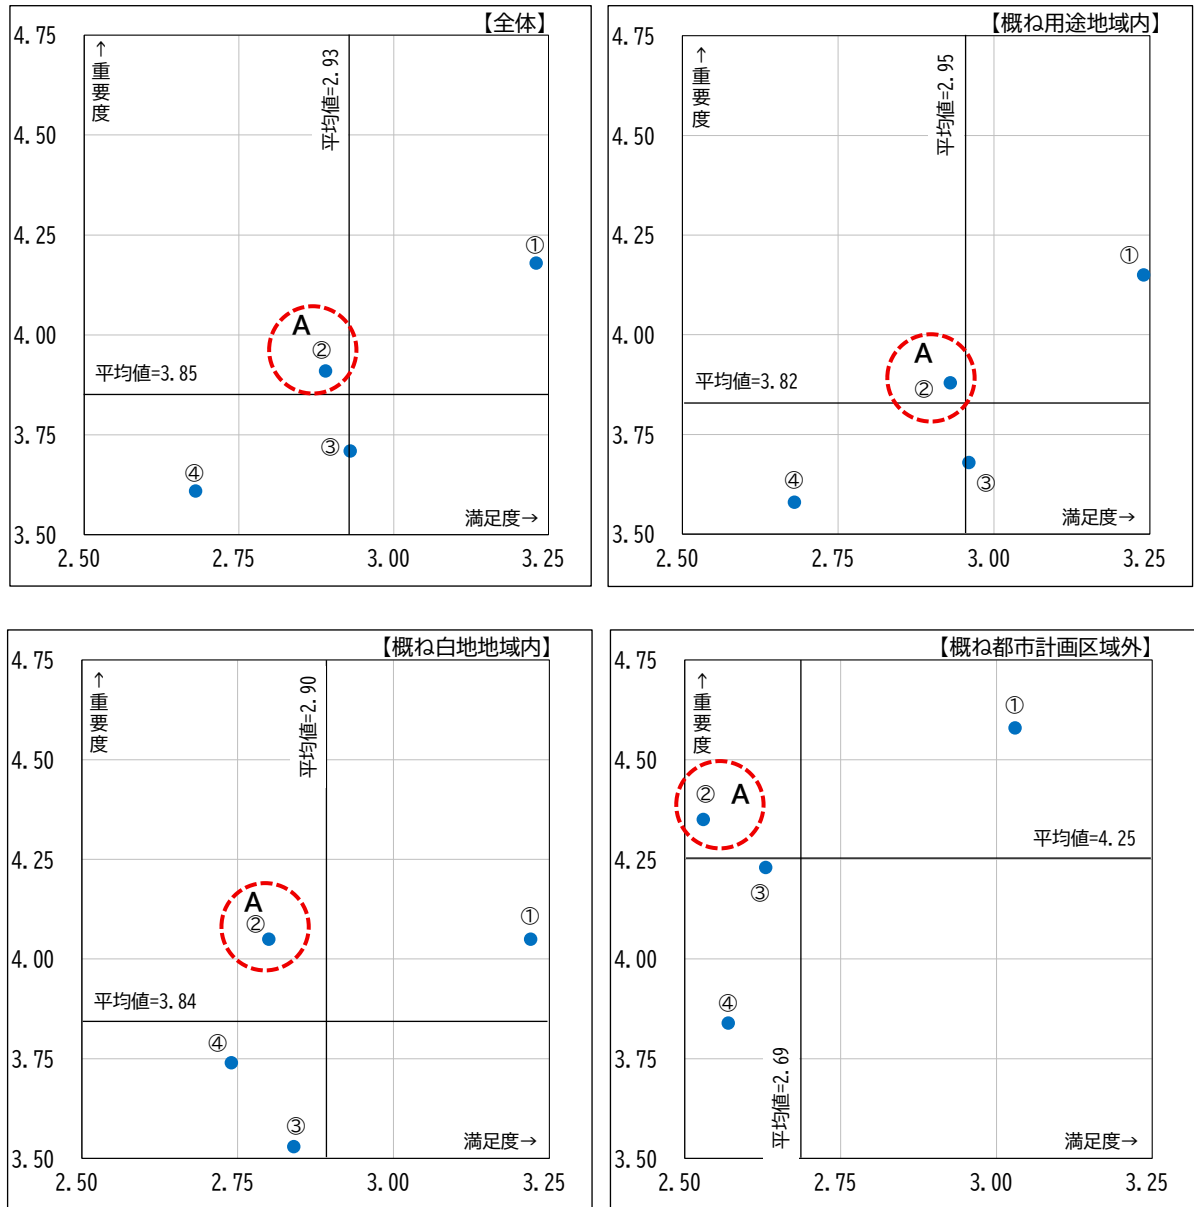 【全体】
4.75
↑重要度
平均値=2.93
4.50
4.25
①
4.00
A
②
平均値=3.85
3.75
③
④
満足度→
3.50
2.50 2.75 3.00 3.25
【概ね用途地域内】
4.75
↑重要度
平均値=2.95
4.50
4.25
①
4.00
A
②
平均値=3.82
3.75
④
③
満足度→
3.50
2.50 2.75 3.00 3.25
【概ね白地地域内】
4.75
↑重要度
平均値=2.90
4.50
4.25
A
②
①
4.00
平均値=3.84
④
3.75
③
満足度→
3.50
2.50 2.75 3.00 3.25
【概ね都市計画区域外】
4.75
↑重要度
①
4.50
②
A
平均値=4.25
4.25
③
4.00
④
3.75
平均値=2.69
満足度→
3.50
2.50 2.75 3.00 3.25